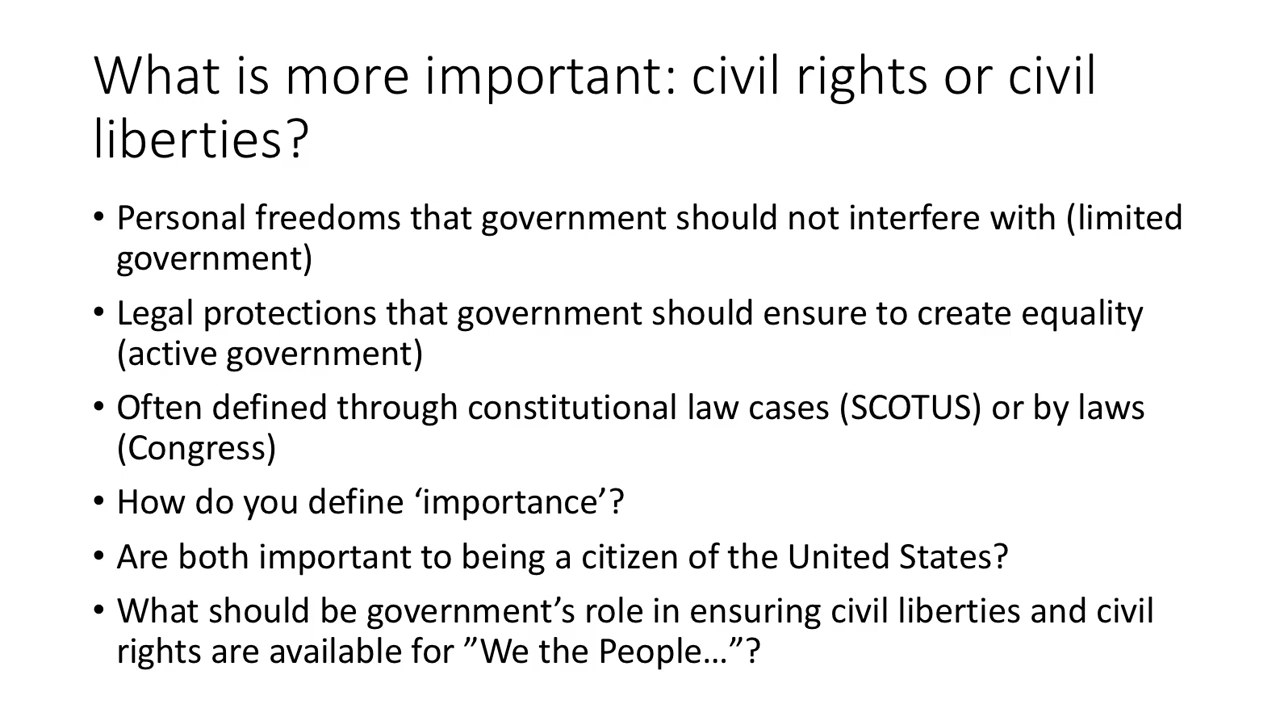 What is more important: civil rights or civil
liberties?
• Personal freedoms that government should not interfere with (limited
government)
• Legal protections that government should ensure to create equality
(active government)
• Often defined through constitutional law cases (SCOTUS) or by laws
(Congress)
• How do you define ‘importance’?
• Are both important to being a citizen of the United States?
• What should be government’s role in ensuring civil liberties and civil
rights are available for ”We the People…”?